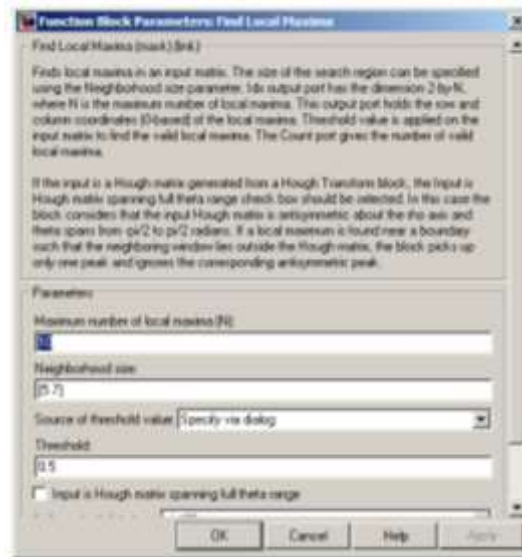 Function Block Parameters: Find Local Maxima
Find Local Maxima (mask) (link)
Finds local maxima in an input matrix. The size of the search region can be specified
using the Neighborhood size parameter. Idx output port has the dimension 2-by-N,
where N is the maximum number of local maxima. This output port holds the row and
column coordinates (0-based) of the local maxima. Threshold value is applied on the
input matrix to find the valid local maxima. The Count port gives the number of valid
local maxima.
If the input is a Hough matrix generated from a Hough Transform block, the Input is
Hough matrix spanning full theta range check box should be selected. In this case the
block considers that the input Hough matrix is antisymmetric about the rho axis and
theta spans from -pi/2 to pi/2 radians. If a local maximum is found near a boundary
such that the neighboring window lies outside the Hough matrix, the block picks up
only one peak and ignores the corresponding antisymmetric peak.
Parameters
Maximum number of local maxima (N):
Neighborhood size:
[5 7]
Source of threshold value: Specify via dialog
Threshold:
0.5
Input is Hough matrix spanning full theta range
OK Cancel Help Apply